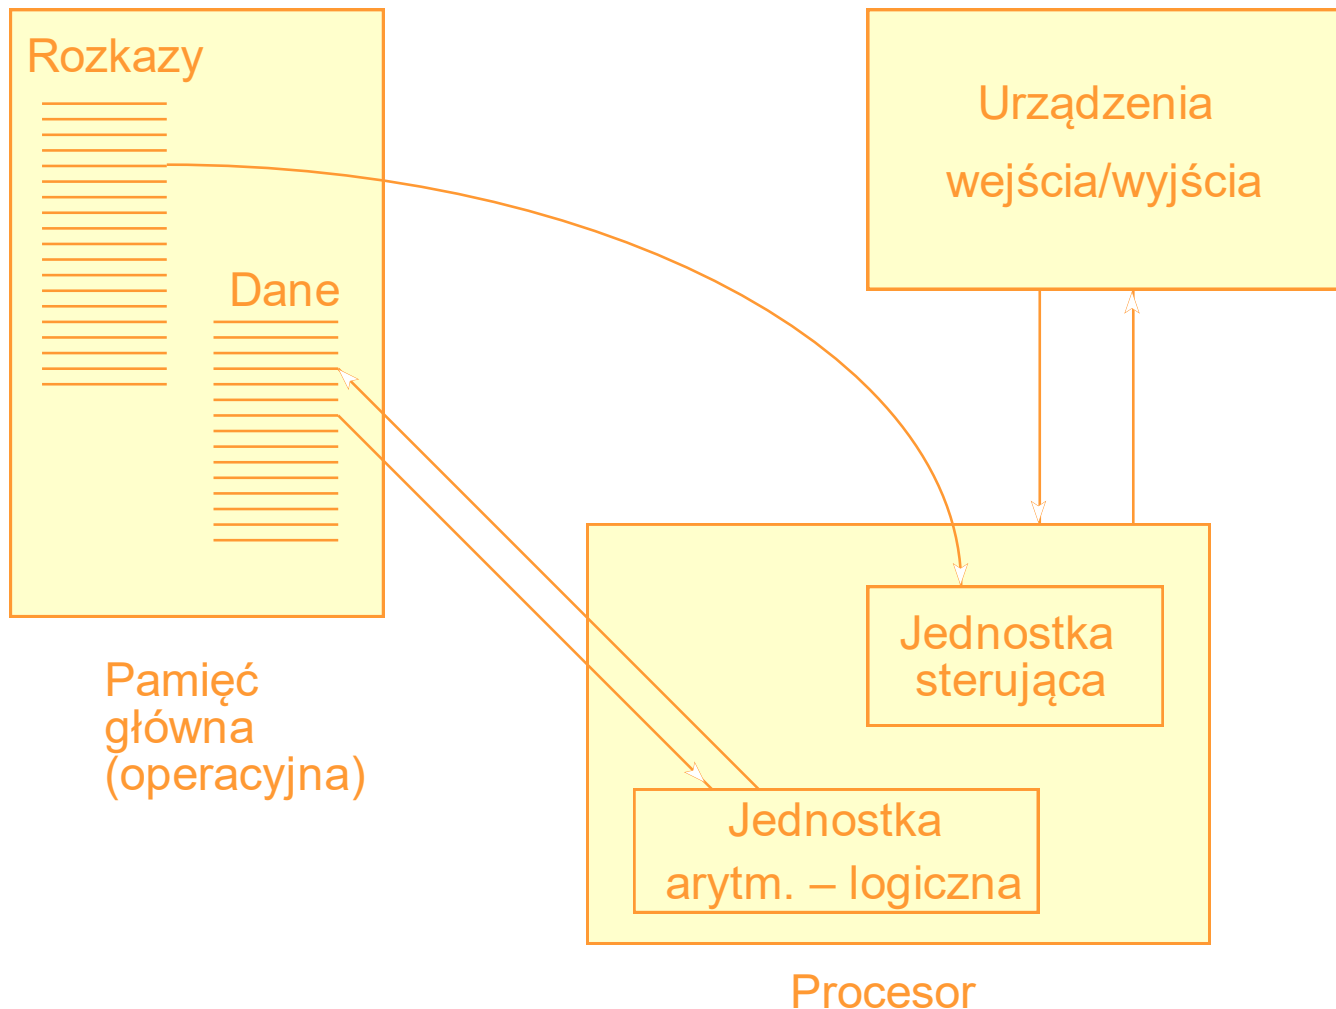 Rozkazy
Dane
Pamięć
główna
(operacyjna)
Urządzenia
wejścia/wyjścia
Jednostka
sterująca
Jednostka
arytm. – logiczna
Procesor